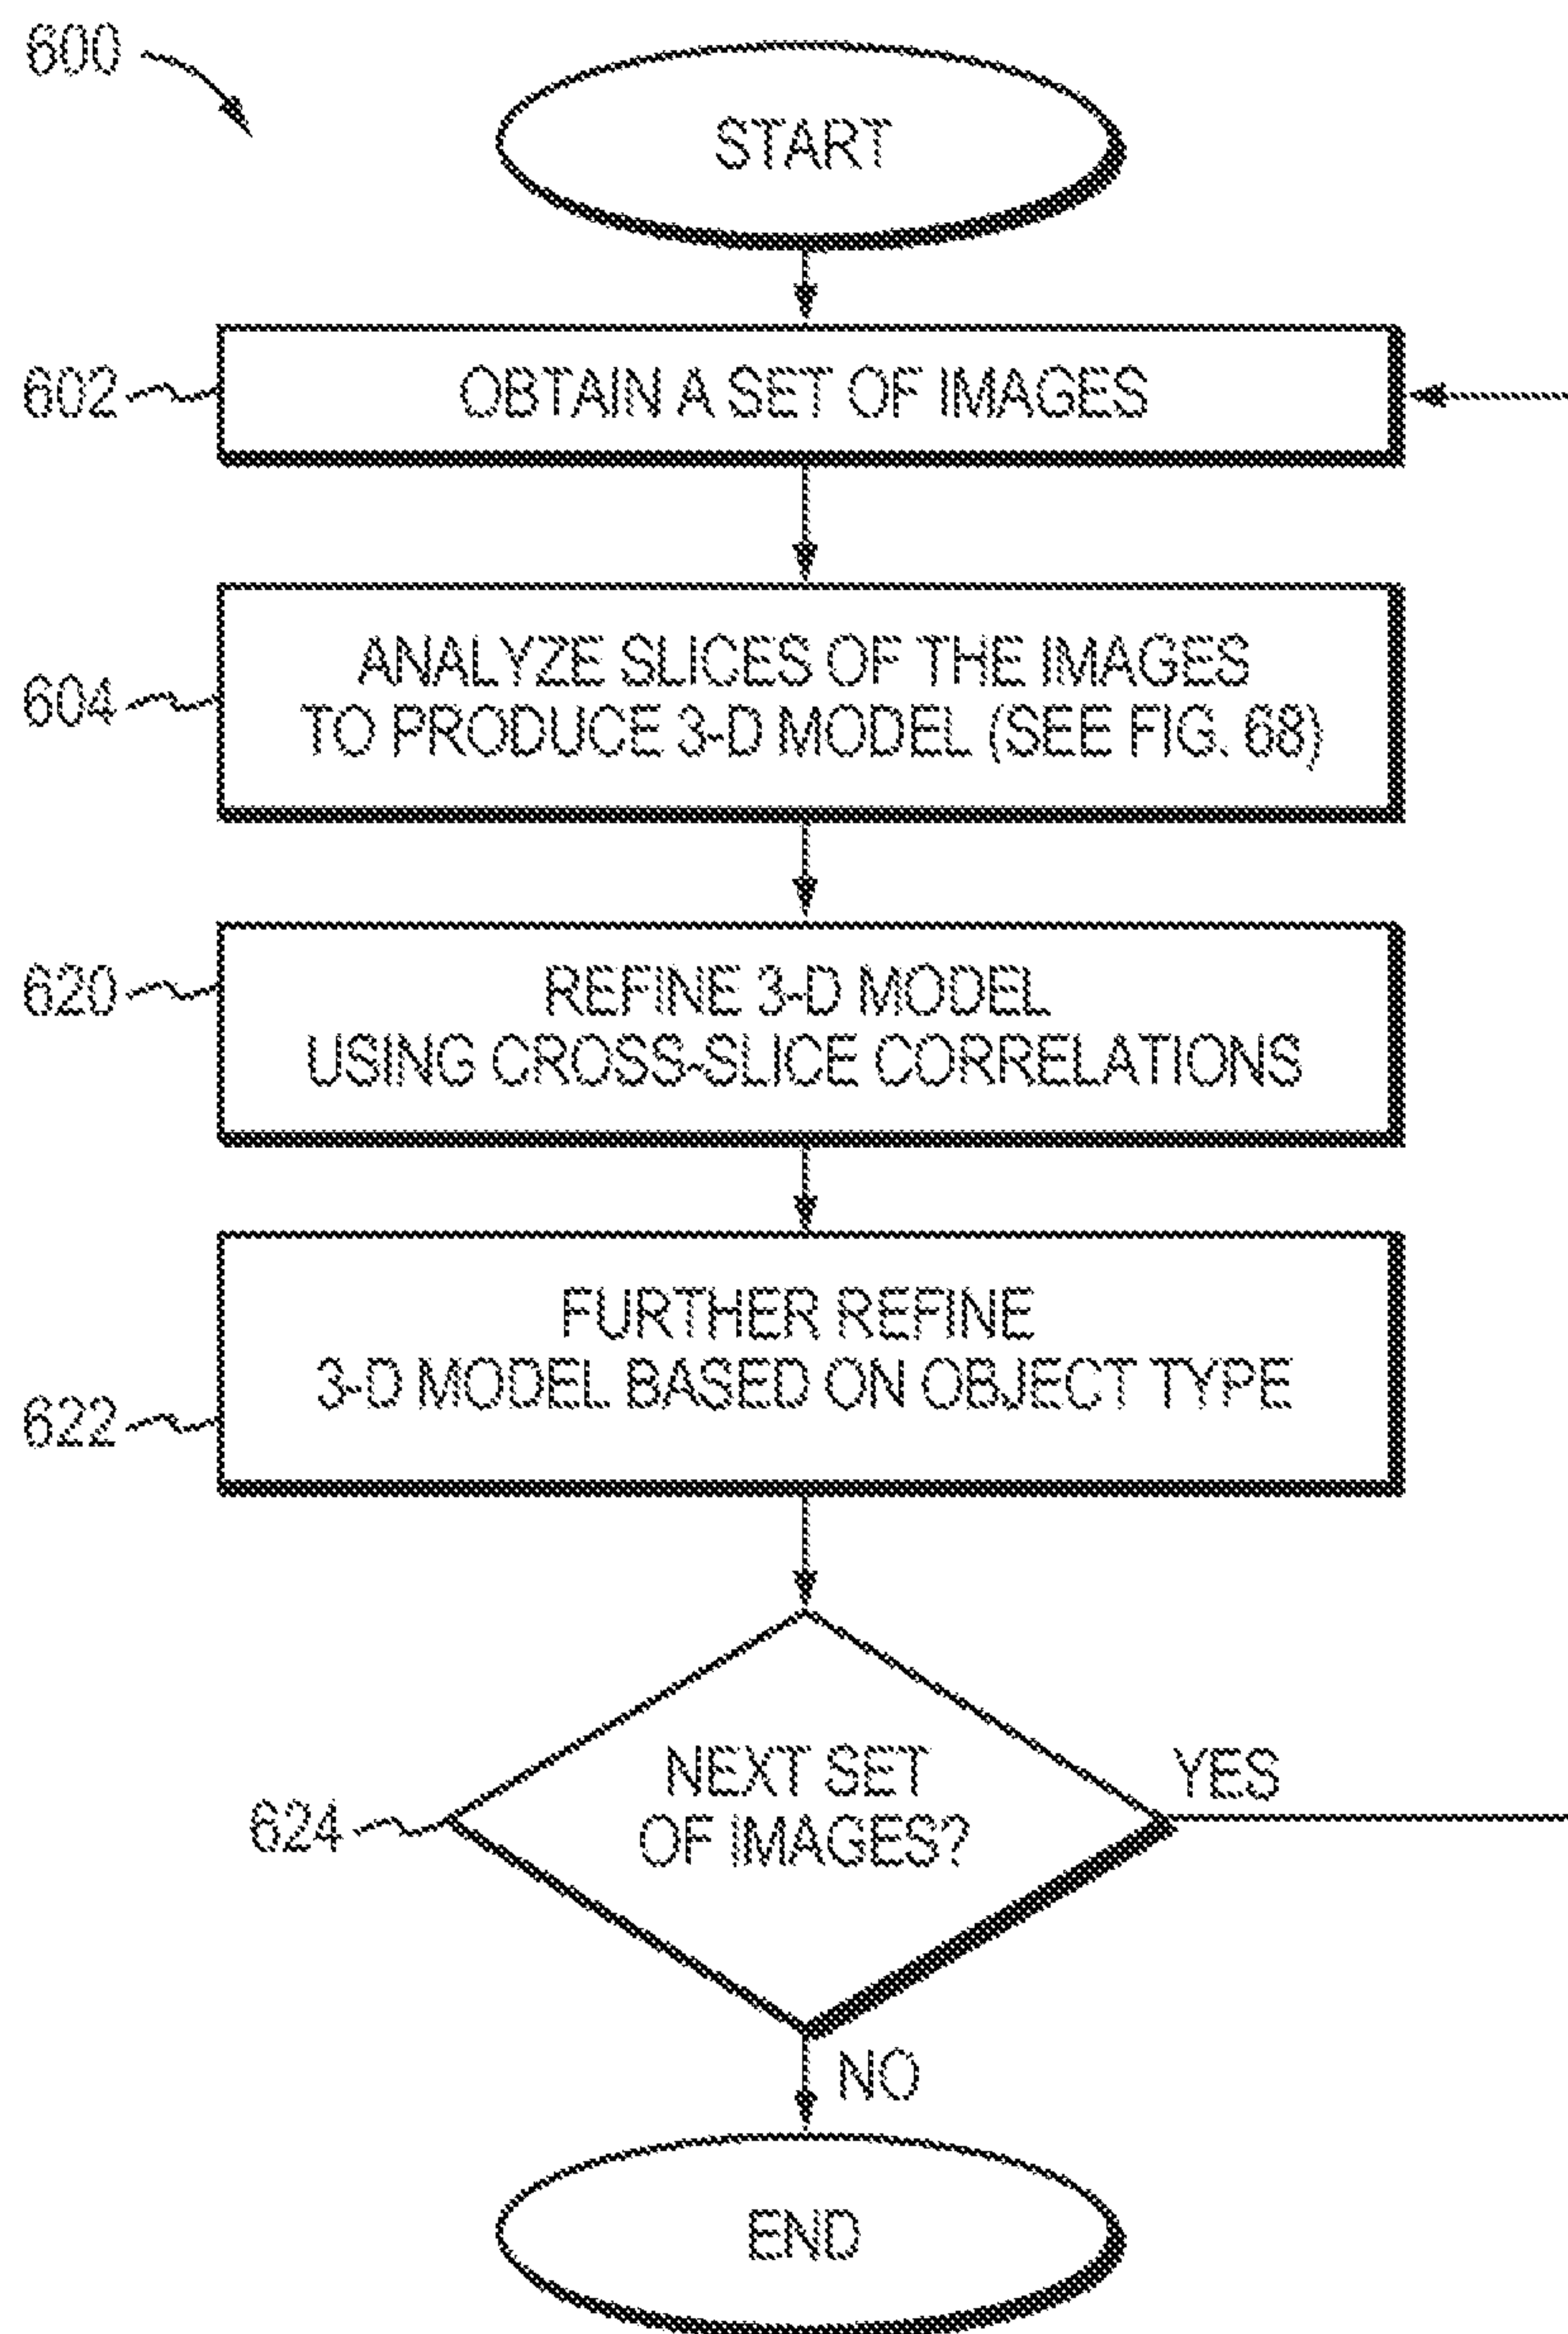 600
START
602
OBTAIN A SET OF IMAGES
604
ANALYZE SLICES OF THE IMAGES
TO PRODUCE 3-D MODEL (SEE FIG. 68)
620
REFINE 3-D MODEL
USING CROSS-SLICE CORRELATIONS
622
FURTHER REFINE
3-D MODEL BASED ON OBJECT TYPE
624
NEXT SET
OF IMAGES?
YES
NO
END